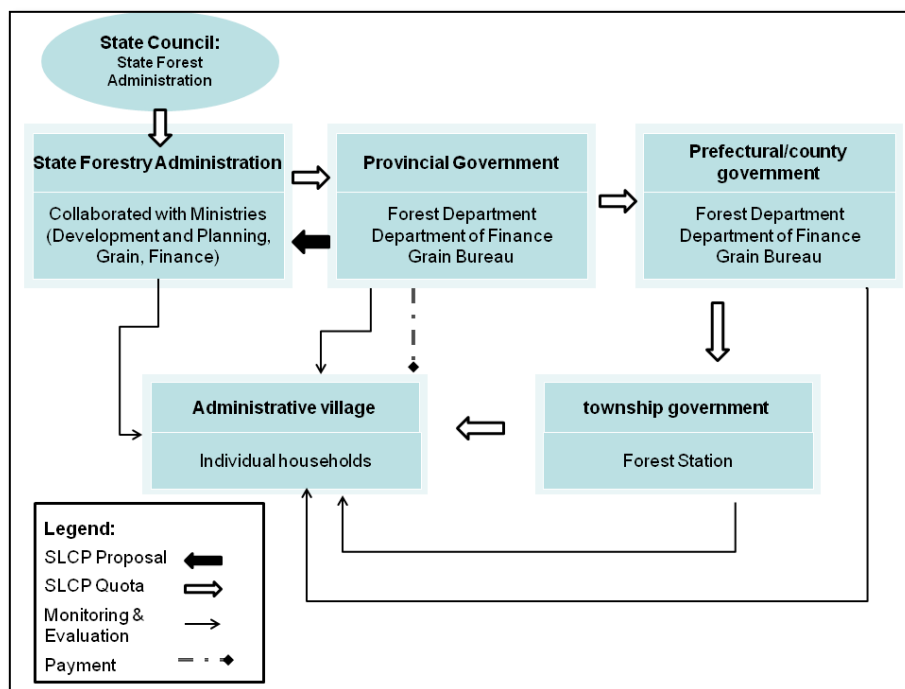 State Council:
State Forest
Administration
State Forestry Administration
Collaborated with Ministries
(Development and Planning,
Grain, Finance)
Provincial Government
Forest Department
Department of Finance
Grain Bureau
Prefectural/county
government
Forest Department
Department of Finance
Grain Bureau
Administrative village
Individual households
township government
Forest Station
Legend:
SLCP Proposal
SLCP Quota
Monitoring &
Evaluation
Payment